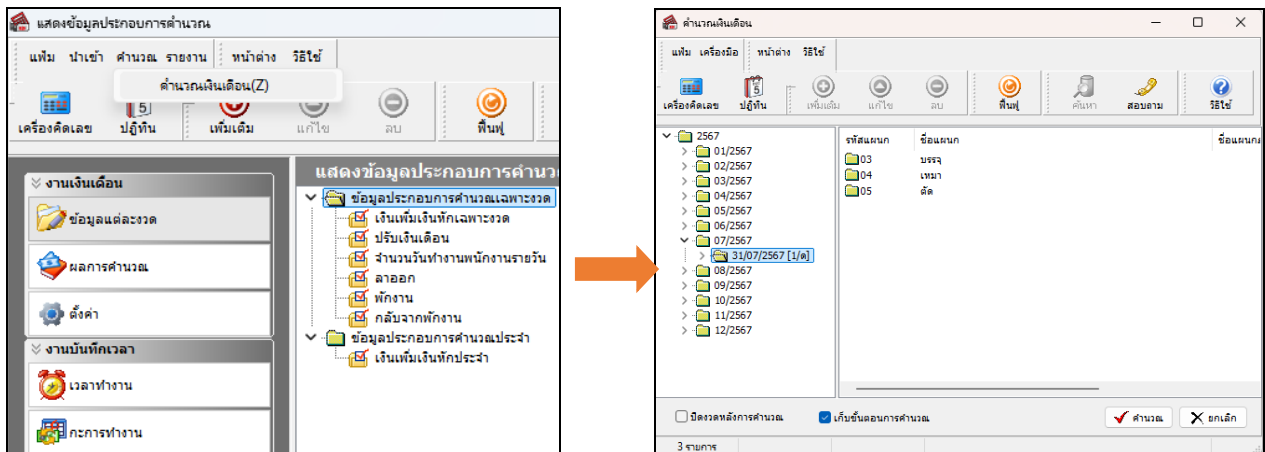 แสดงข้อมูลประกอบการคำนวณ
แฟ้ม นำเข้า คำนวณ รายงาน หน้าต่าง วิธีใช้
คำนวณเงินเดือน(Z)
5
เครื่องคิดเลข ปฏิทิน เพิ่มเติม แก้ไข ลบ ฟื้นฟู
งานเงินเดือน
ข้อมูลแต่ละงวด
ผลการคำนวณ
ตั้งค่า
งานบันทึกเวลา
เวลาทำงาน
กะการทำงาน
แสดงข้อมูลประกอบการคำนว
ข้อมูลประกอบการคำนวณเฉพาะงวด
เงินเพิ่มเงินหักเฉพาะงวด
ปรับเงินเดือน
จำนวนวันทำงานพนักงานรายวัน
ลาออก
พักงาน
กลับจากพักงาน
ข้อมูลประกอบการคำนวณประจำ
เงินเพิ่มเงินหักประจำ
คำนวณเงินเดือน
แฟ้ม เครื่องมือ หน้าต่าง วิธีใช้
5
เครื่องคิดเลข ปฏิทิน เพิ่มเติม แก้ไข ลบ ฟื้นฟู ค้นหา สอบถาม วิธีใช้
2567
01/2567
02/2567
03/2567
04/2567
05/2567
06/2567
07/2567
31/07/2567 [1/ต]
08/2567
09/2567
10/2567
11/2567
12/2567
รหัสแผนก ชื่อแผนก ชื่อแผนก
03 บรรจุ
04 เหมา
05 ตัด
ปิดงวดหลังการคำนวณ เก็บขั้นตอนการคำนวณ คำนวณ ยกเลิก
3 รายการ